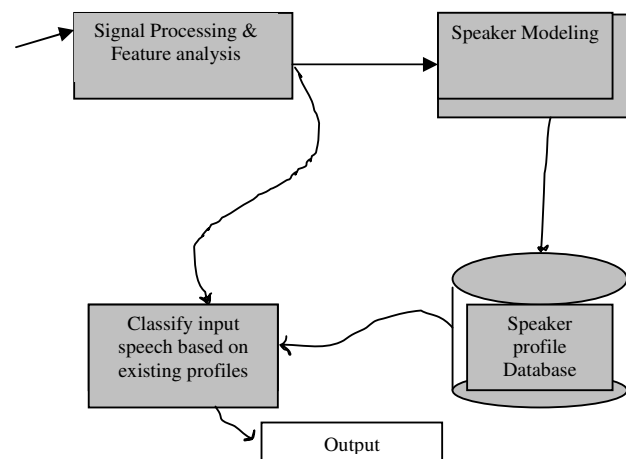 Signal Processing &
Feature analysis
Speaker Modeling
Classify input
speech based on
existing profiles
Speaker
profile
Database
Output